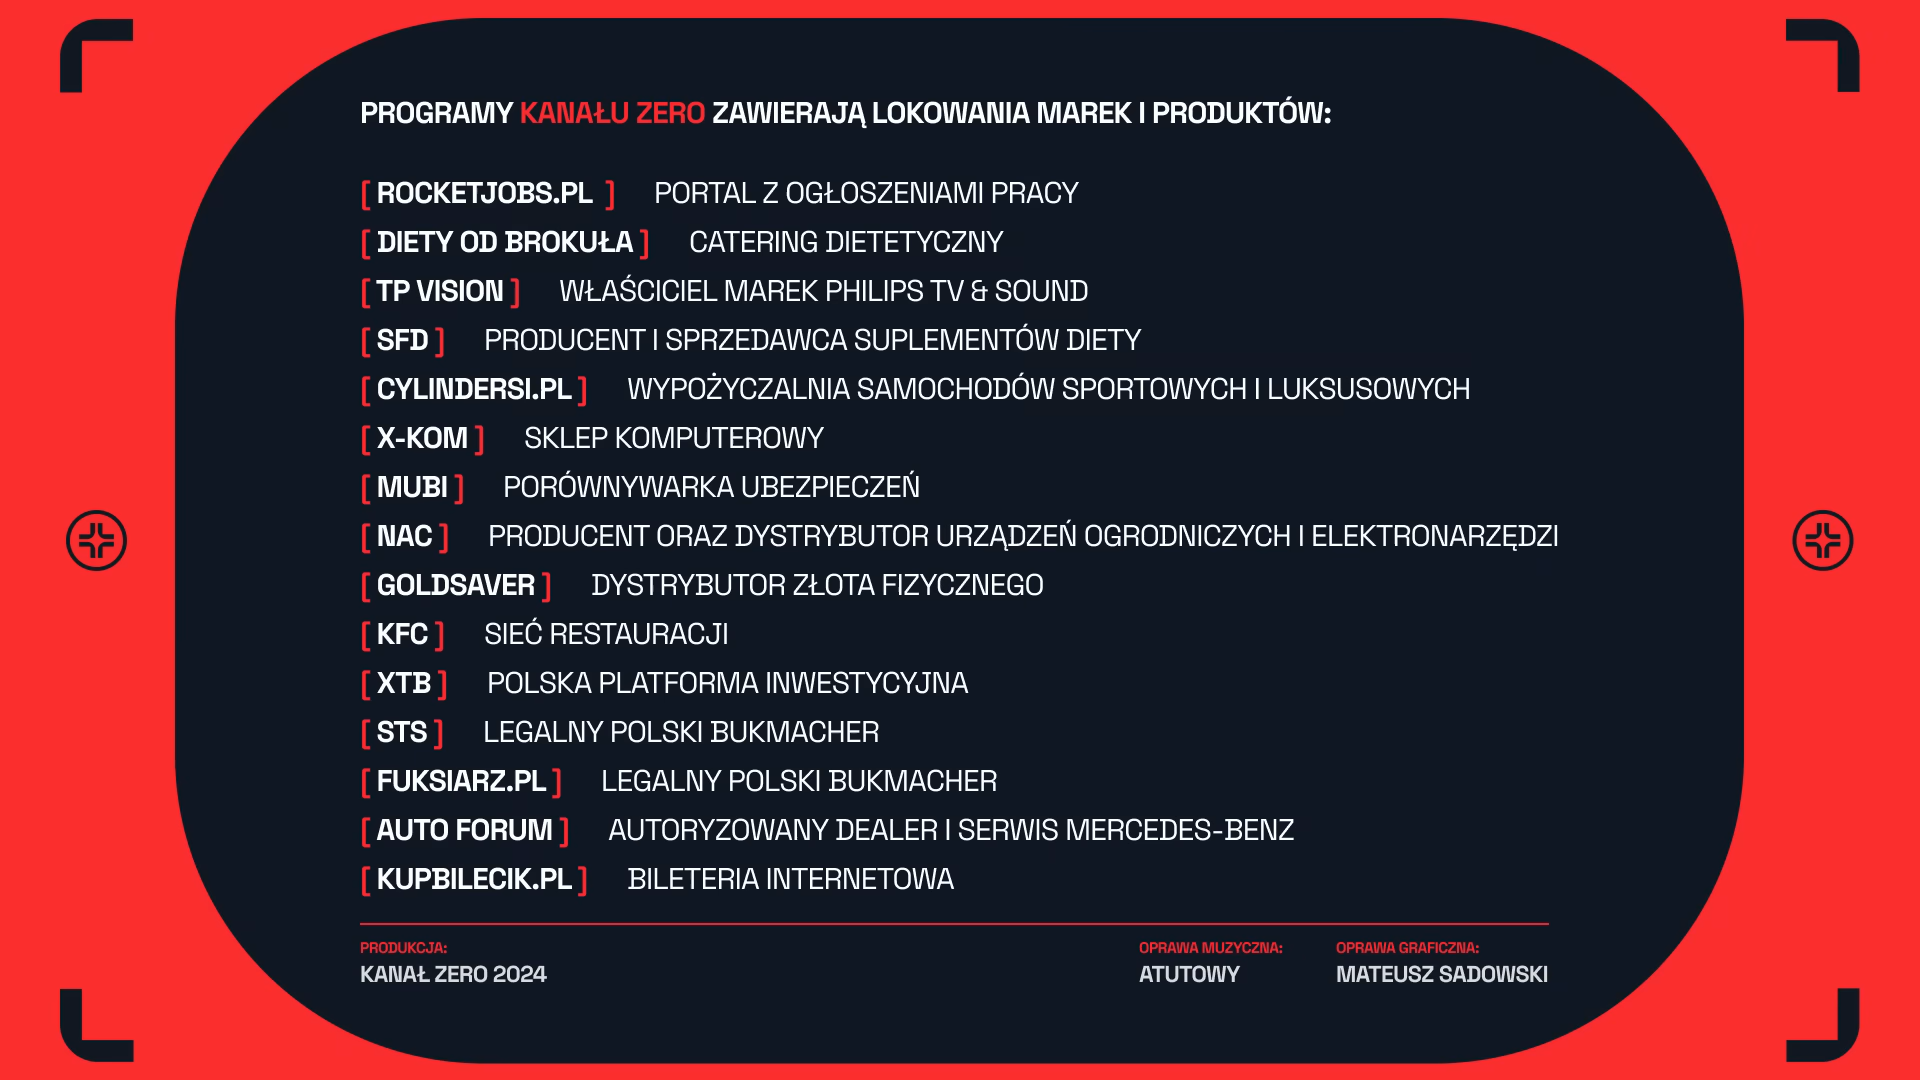 PROGRAMY KANAŁU ZERO ZAWIERAJĄ LOKOWANIA MAREK I PRODUKTÓW:
[ ROCKETJOBS.PL ] PORTAL Z OGŁOSZENIAMI PRACY
[ DIETY OD BROKUŁA ] CATERING DIETETYCZNY
[ TP VISION ] WŁAŚCICIEL MAREK PHILIPS TV & SOUND
[ SFD ] PRODUCENT I SPRZEDAWCA SUPLEMENTÓW DIETY
[ CYLINDERSI.PL ] WYPOŻYCZALNIA SAMOCHODÓW SPORTOWYCH I LUKSUSOWYCH
[ X-KOM ] SKLEP KOMPUTEROWY
[ MUBI ] PORÓWNYWARKA UBEZPIECZEŃ
[ NAC ] PRODUCENT ORAZ DYSTRYBUTOR URZĄDZEŃ OGRODNICZYCH I ELEKTRONARZĘDZI
[ GOLDSAVER ] DYSTRYBUTOR ZŁOTA FIZYCZNEGO
[ KFC ] SIEĆ RESTAURACJI
[ XTB ] POLSKA PLATFORMA INWESTYCYJNA
[ STS ] LEGALNY POLSKI BUKMACHER
[ FUKSIARZ.PL ] LEGALNY POLSKI BUKMACHER
[ AUTO FORUM ] AUTORYZOWANY DEALER I SERWIS MERCEDES-BENZ
[ KUPBILECIK.PL ] BILETERIA INTERNETOWA
PRODUKCJA:
KANAŁ ZERO 2024
OPRAWA MUZYCZNA:
ATUTOWY
OPRAWA GRAFICZNA:
MATEUSZ SADOWSKI